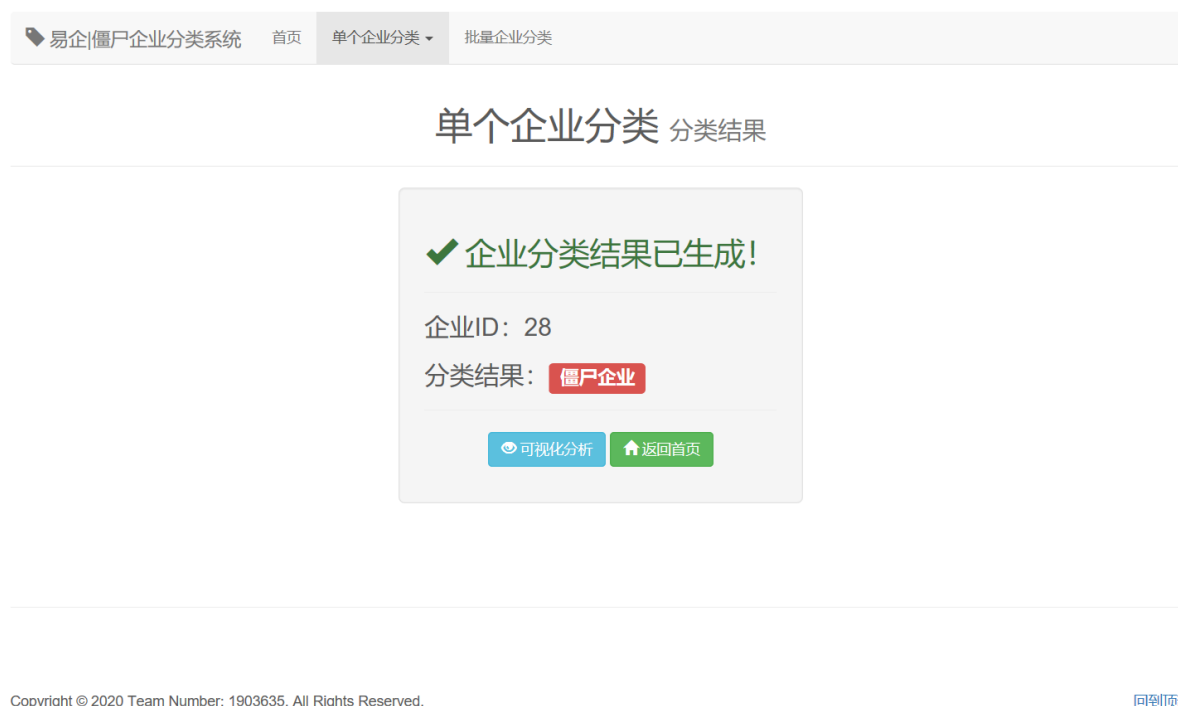 易企|僵尸企业分类系统 首页 单个企业分类 批量企业分类
单个企业分类 分类结果
企业分类结果已生成！
企业ID：28
分类结果：僵尸企业
可视化分析 返回首页
Copyright © 2020 Team Number: 1903635. All Rights Reserved. 回到顶